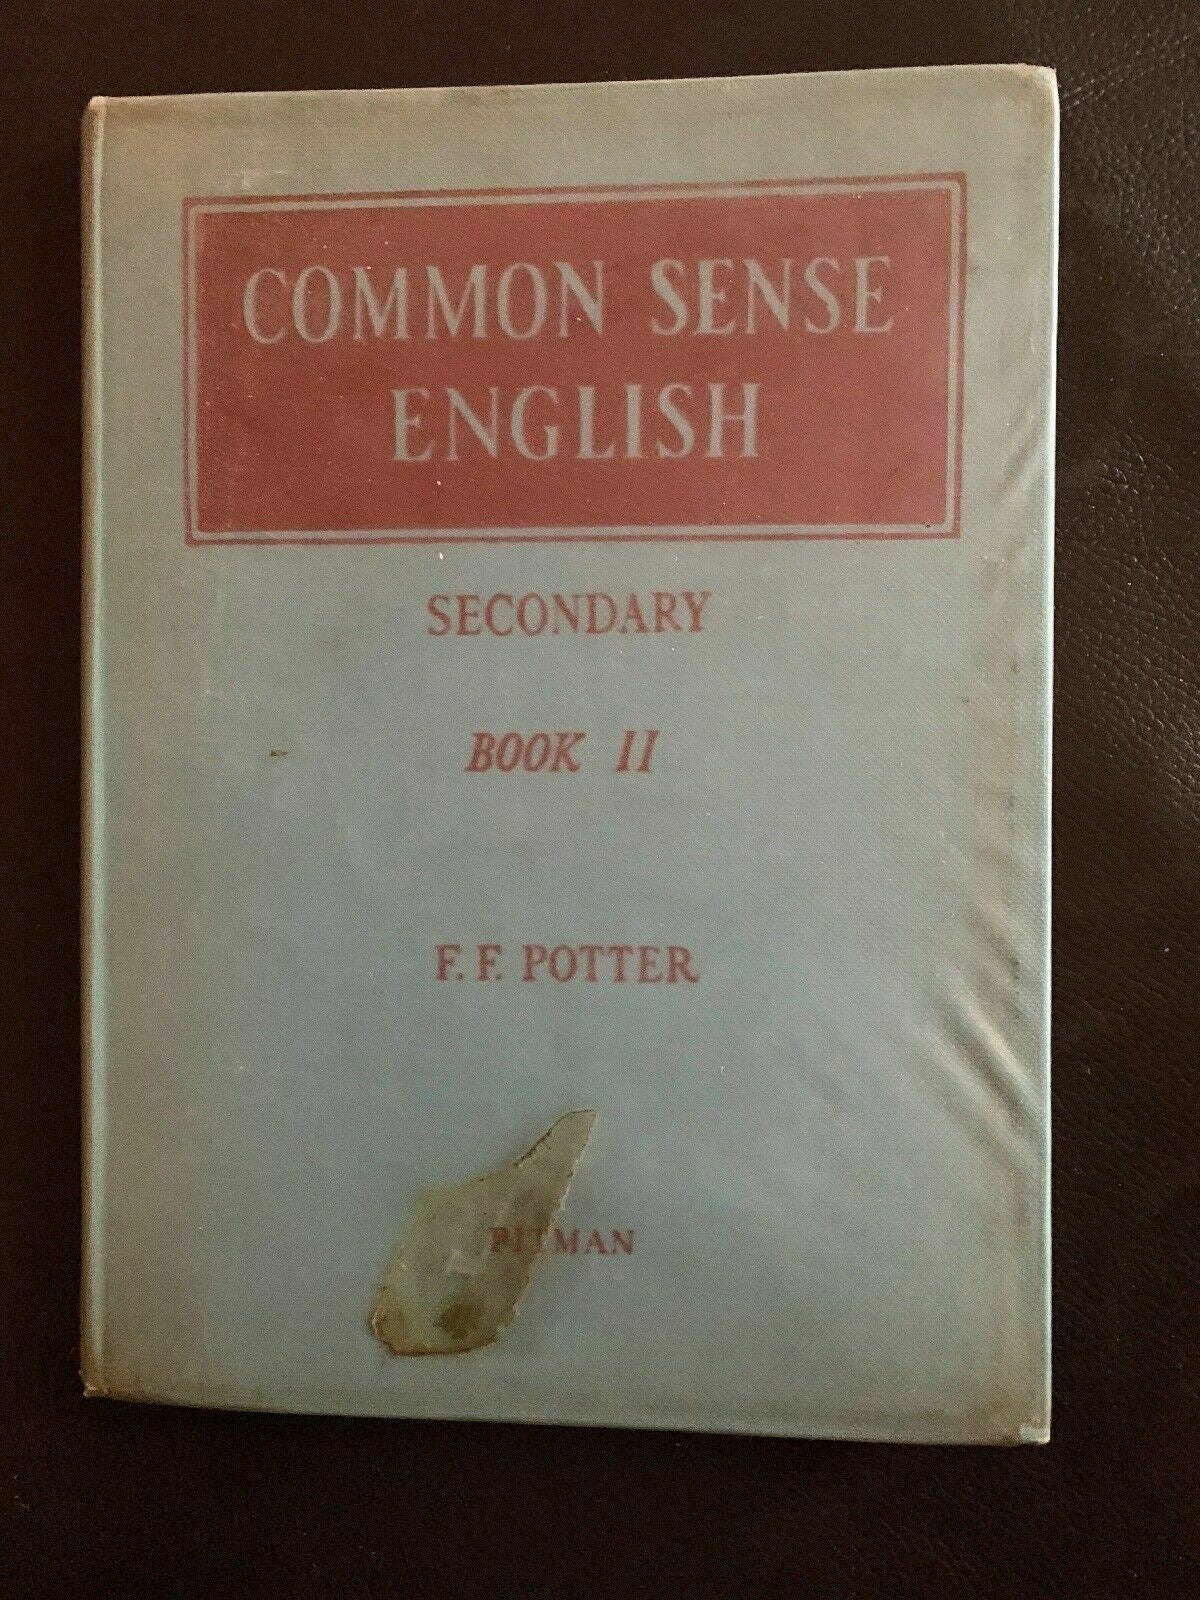 COMMON SENSE
ENGLISH
SECONDARY
BOOK II
F. F. POTTER
PITMAN